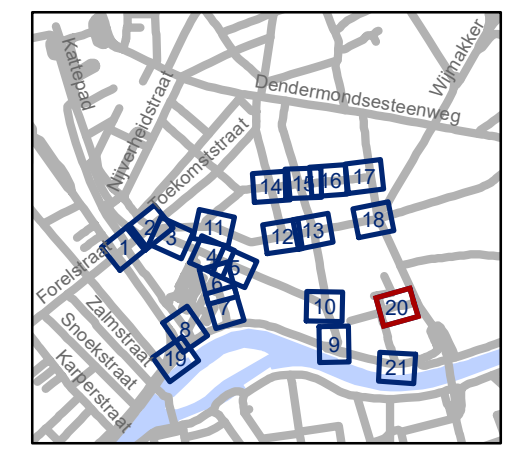 Kattepad
Wijmakker
Nijverheidstraat
Dendermondsesteenweg
Toekomststraat
14
15
16
17
2
11
18
1
3
12
13
Forelstraat
4
5
6
Zalmstraat
7
10
20
8
Snoekstraat
9
19
21
Karperstraat